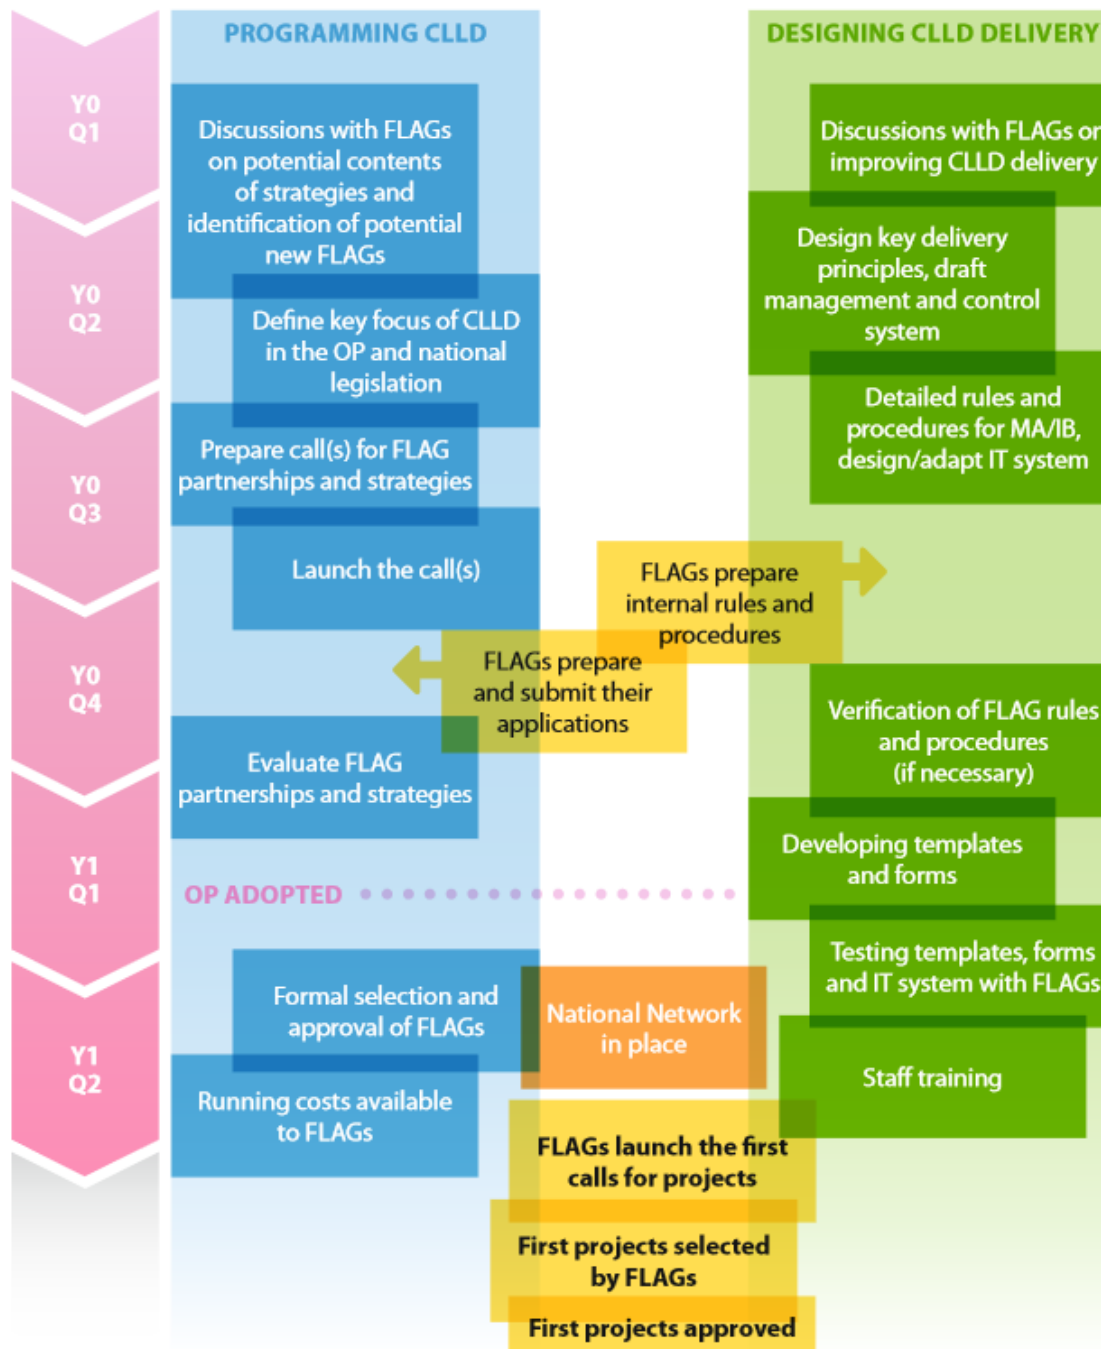 Y0
Q1
Y0
Q2
Y0
Q3
Y0
Q4
Y1
Q1
Y1
Q2
PROGRAMMING CLLD
Discussions with FLAGs
on potential contents
of strategies and
identification of potential
new FLAGs
Define key focus of CLLD
in the OP and national
legislation
Prepare call(s) for FLAG
partnerships and strategies
Launch the call(s)
Evaluate FLAG
partnerships and strategies
OP ADOPTED
Formal selection and
approval of FLAGs
Running costs available
to FLAGs
FLAGs prepare
internal rules and
procedures
FLAGs prepare
and submit their
applications
National Network
in place
FLAGs launch the first
calls for projects
First projects selected
by FLAGs
First projects approved
DESIGNING CLLD DELIVERY
Discussions with FLAGs on
improving CLLD delivery
Design key delivery
principles, draft
management and control
system
Detailed rules and
procedures for MA/IB,
design/adapt IT system
Verification of FLAG rules
and procedures
(if necessary)
Developing templates
and forms
Testing templates, forms
and IT system with FLAGs
Staff training